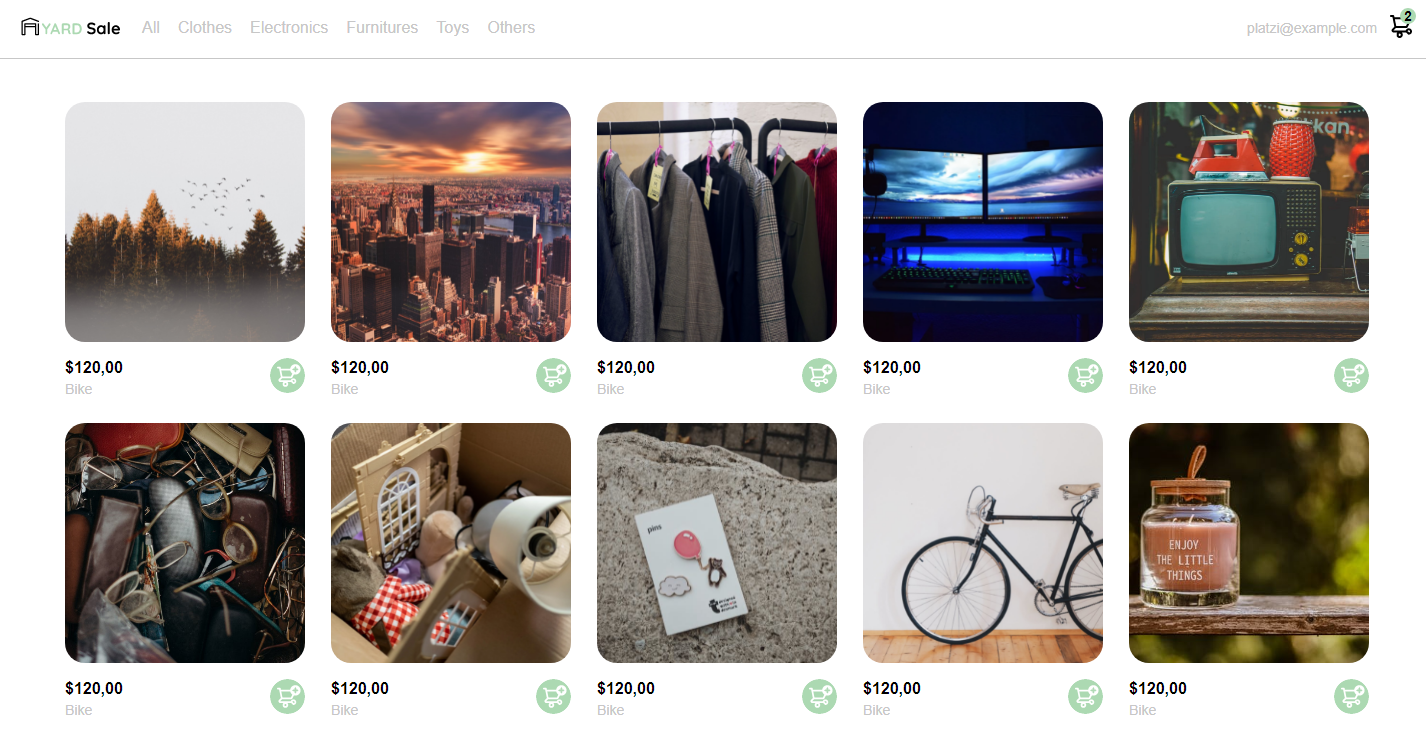 YARD Sale All Clothes Electronics Furnitures Toys Others platzi@example.com 2
kan
$120,00 $120,00 $120,00 $120,00 $120,00
Bike Bike Bike Bike Bike
pins
ENJOY
THE LITTLE
THINGS
$120,00 $120,00 $120,00 $120,00 $120,00
Bike Bike Bike Bike Bike